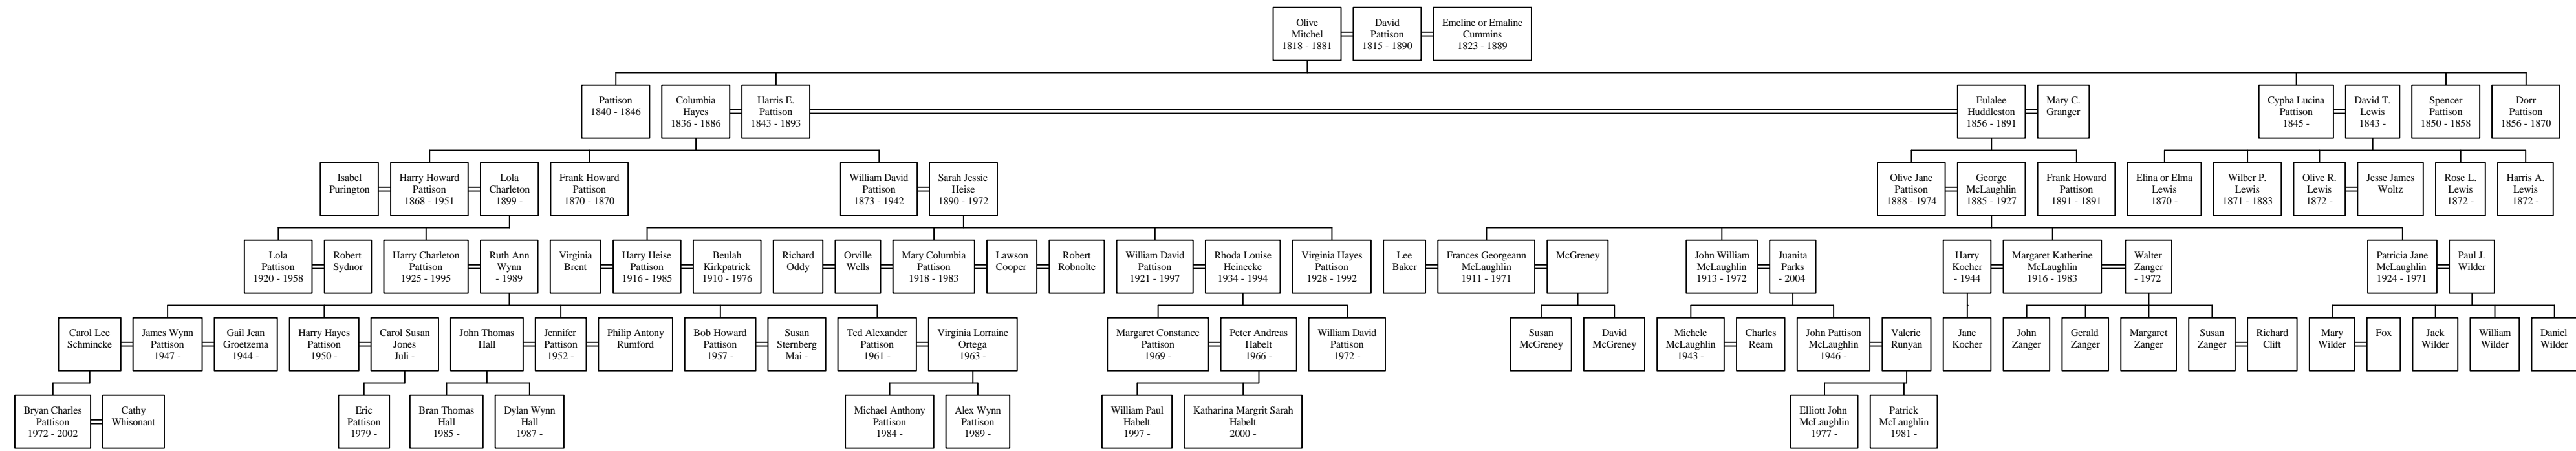 Olive
Mitchel
1818 - 1881
David
Pattison
1815 - 1890
Emeline or Emaline
Cummins
1823 - 1889
Pattison
1840 - 1846
Columbia
Hayes
1836 - 1886
Harris E.
Pattison
1843 - 1893
Eulalee
Huddleston
1856 - 1891
Mary C.
Granger
Cypha Lucina
Pattison
1845 -
David T.
Lewis
1843 -
Spencer
Pattison
1850 - 1858
Dorr
Pattison
1856 - 1870
Isabel
Purington
Harry Howard
Pattison
1868 - 1951
Lola
Charleton
1899 -
Frank Howard
Pattison
1870 - 1870
William David
Pattison
1873 - 1942
Sarah Jessie
Heise
1890 - 1972
Olive Jane
Pattison
1888 - 1974
George
McLaughlin
1885 - 1927
Frank Howard
Pattison
1891 - 1891
Elina or Elma
Lewis
1870 -
Wilber P.
Lewis
1871 - 1883
Olive R.
Lewis
1872 -
Jesse James
Woltz
Rose L.
Lewis
1872 -
Harris A.
Lewis
1872 -
Lola
Pattison
1920 - 1958
Robert
Sydnor
Harry Charleton
Pattison
1925 - 1995
Ruth Ann
Wynn
- 1989
Virginia
Brent
Harry Heise
Pattison
1916 - 1985
Beulah
Kirkpatrick
1910 - 1976
Richard
Oddy
Orville
Wells
Mary Columbia
Pattison
1918 - 1983
Lawson
Cooper
Robert
Robnolte
William David
Pattison
1921 - 1997
Rhoda Louise
Heinecke
1934 - 1994
Virginia Hayes
Pattison
1928 - 1992
Lee
Baker
Frances Georgeann
McLaughlin
1911 - 1971
McGreney
John William
McLaughlin
1913 - 1972
Juanita
Parks
- 2004
Harry
Kocher
- 1944
Margaret Katherine
McLaughlin
1916 - 1983
Walter
Zanger
- 1972
Patricia Jane
McLaughlin
1924 - 1971
Paul J.
Wilder
Carol Lee
Schmincke
James Wynn
Pattison
1947 -
Gail Jean
Groetzema
1944 -
Harry Hayes
Pattison
1950 -
Carol Susan
Jones
Juli -
John Thomas
Hall
Jennifer
Pattison
1952 -
Philip Antony
Rumford
Bob Howard
Pattison
1957 -
Susan
Sternberg
Mai -
Ted Alexander
Pattison
1961 -
Virginia Lorraine
Ortega
1963 -
Margaret Constance
Pattison
1969 -
Peter Andreas
Habelt
1966 -
William David
Pattison
1972 -
Susan
McGreney
David
McGreney
Michele
McLaughlin
1943 -
Charles
Ream
John Pattison
McLaughlin
1946 -
Valerie
Runyan
Jane
Kocher
John
Zanger
Gerald
Zanger
Margaret
Zanger
Susan
Zanger
Richard
Clift
Mary
Wilder
Fox
Jack
Wilder
William
Wilder
Daniel
Wilder
Bryan Charles
Pattison
1972 - 2002
Cathy
Whisonant
Eric
Pattison
1979 -
Bran Thomas
Hall
1985 -
Dylan Wynn
Hall
1987 -
Michael Anthony
Pattison
1984 -
Alex Wynn
Pattison
1989 -
William Paul
Habelt
1997 -
Katharina Margrit Sarah
Habelt
2000 -
Elliott John
McLaughlin
1977 -
Patrick
McLaughlin
1981 -